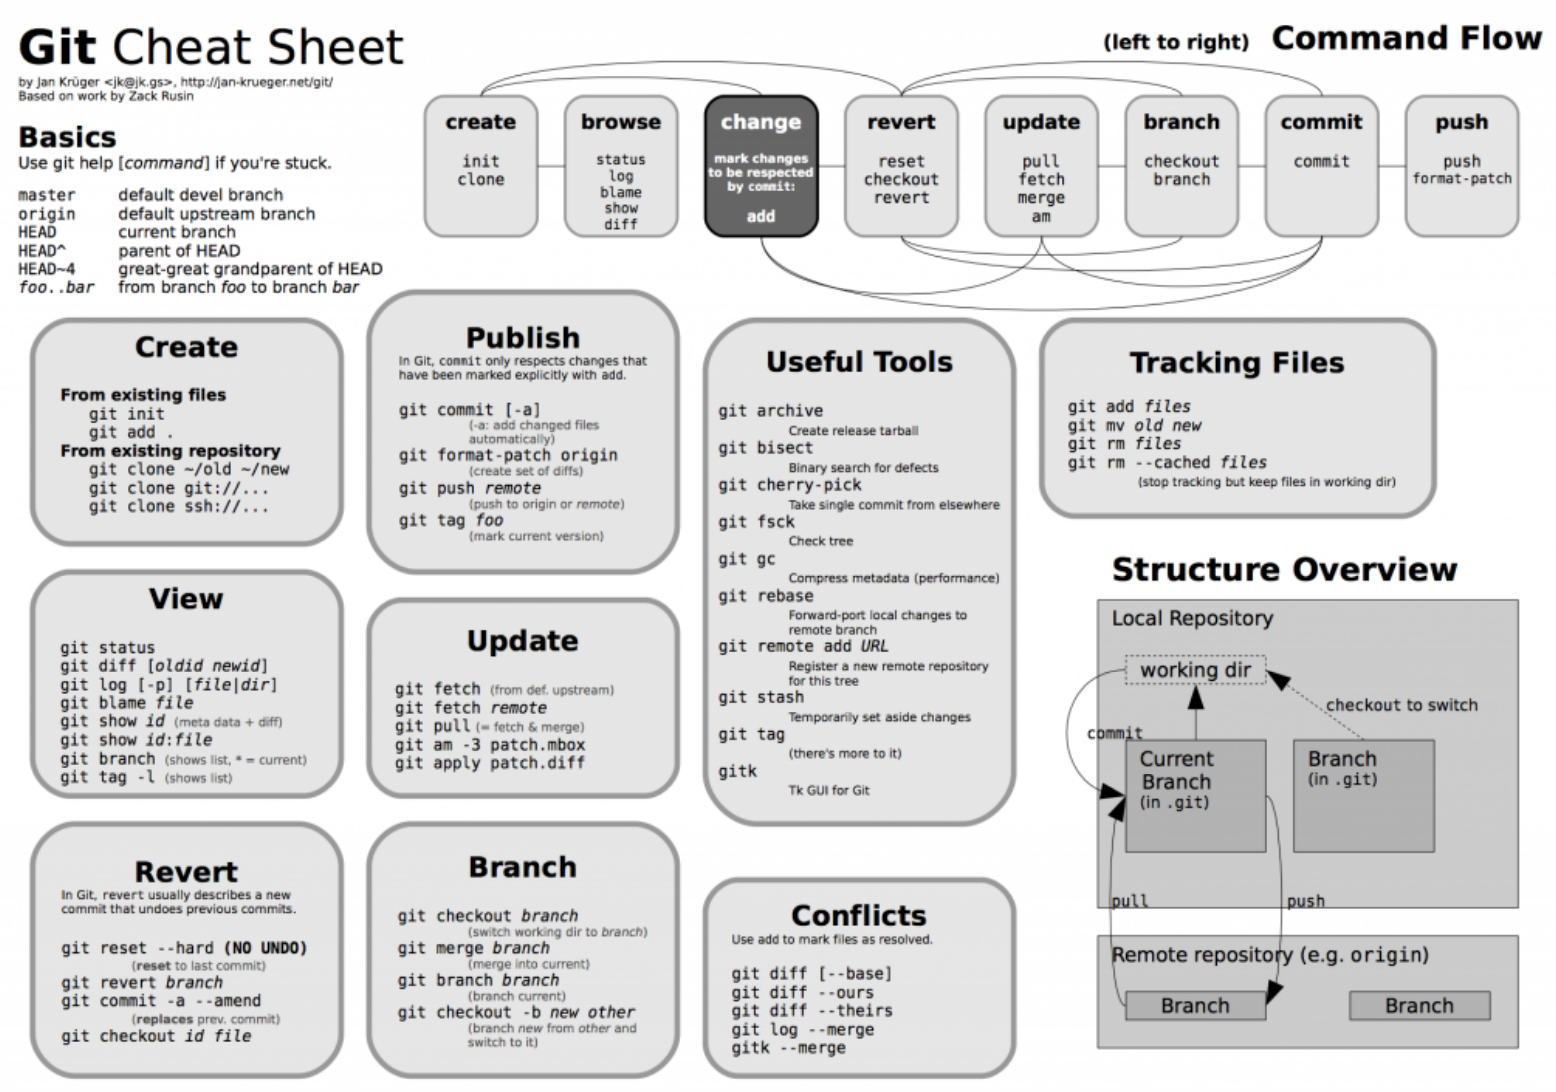 Git Cheat Sheet
by Jan Krüger <jk@jk.gs>, http://jan-krueger.net/git/
Based on work by Zack Rusin
Basics
Use git help [command] if you're stuck.
master default devel branch
origin default upstream branch
HEAD current branch
HEAD^ parent of HEAD
HEAD~4 great-great grandparent of HEAD
foo..bar from branch foo to branch bar
(left to right) Command Flow
create
init
clone
browse
status
log
blame
show
diff
change
mark changes
to be respected
by commit:
add
revert
reset
checkout
revert
update
pull
fetch
merge
am
branch
checkout
branch
commit
commit
push
push
format-patch
Create
From existing files
git init
git add .
From existing repository
git clone ~/old ~/new
git clone git://...
git clone ssh://...
View
git status
git diff [oldid newid]
git log [-p] [file|dir]
git blame file
git show id (meta data + diff)
git show id:file
git branch (shows list, * = current)
git tag -l (shows list)
Revert
In Git, revert usually describes a new
commit that undoes previous commits.
git reset --hard (NO UNDO)
(reset to last commit)
git revert branch
git commit -a --amend
(replaces prev. commit)
git checkout id file
Publish
In Git, commit only respects changes that
have been marked explicitly with add.
git commit [-a]
(-a: add changed files
automatically)
git format-patch origin
(create set of diffs)
git push remote
(push to origin or remote)
git tag foo
(mark current version)
Update
git fetch (from def. upstream)
git fetch remote
git pull (= fetch & merge)
git am -3 patch.mbox
git apply patch.diff
Branch
git checkout branch
(switch working dir to branch)
git merge branch
(merge into current)
git branch branch
(branch current)
git checkout -b new other
(branch new from other and
switch to it)
Useful Tools
git archive
Create release tarball
git bisect
Binary search for defects
git cherry-pick
Take single commit from elsewhere
git fsck
Check tree
git gc
Compress metadata (performance)
git rebase
Forward-port local changes to
remote branch
git remote add URL
Register a new remote repository
for this tree
git stash
Temporarily set aside changes
git tag
(there's more to it)
gitk
Tk GUI for Git
Conflicts
Use add to mark files as resolved.
git diff [--base]
git diff --ours
git diff --theirs
git log --merge
gitk --merge
Tracking Files
git add files
git mv old new
git rm files
git rm --cached files
(stop tracking but keep files in working dir)
Structure Overview
Local Repository
working dir
checkout to switch
commit
Current
Branch
(in .git)
Branch
(in .git)
pull
push
Remote repository (e.g. origin)
Branch
Branch